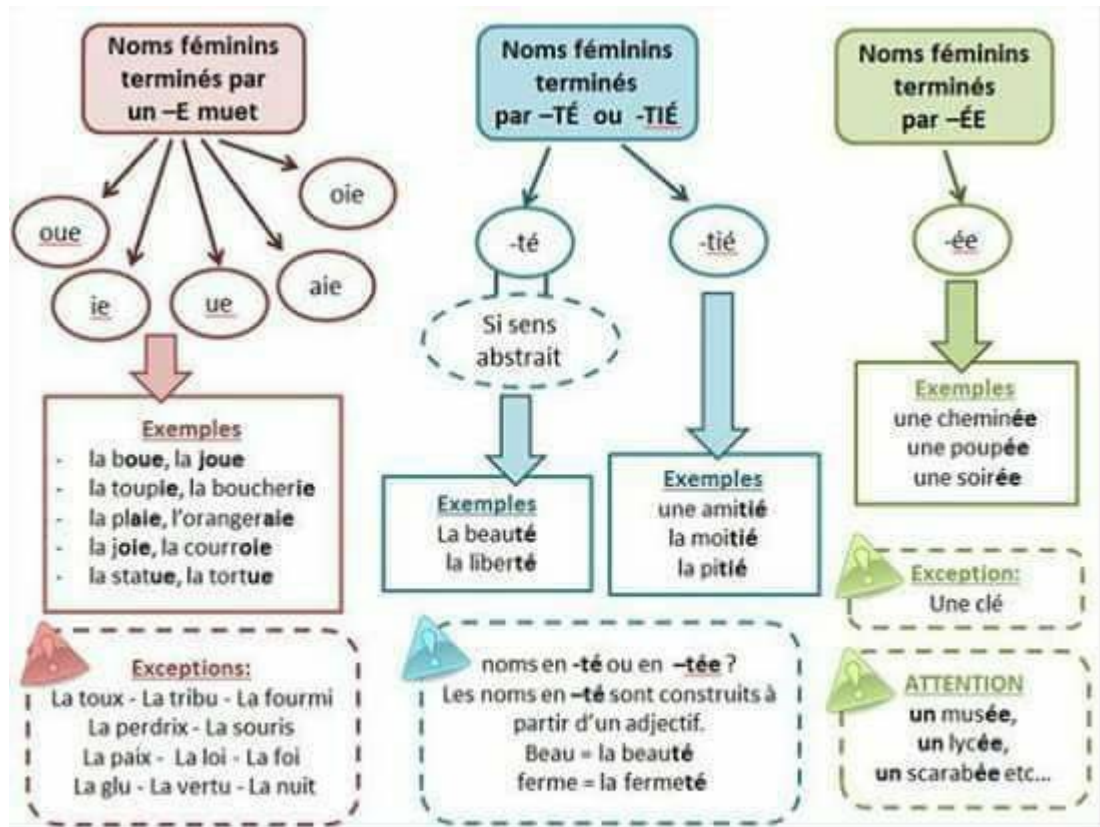 Noms féminins
terminés par
un –E muet
oue
ie
ue
aie
oie
Exemples
- la boue, la joue
- la toupie, la boucherie
- la plaie, l'orangeraie
- la joie, la courroie
- la statue, la tortue
Exceptions:
La toux - La tribu - La fourmi
La perdrix - La souris
La paix - La loi - La foi
La glu - La vertu - La nuit
Noms féminins
terminés
par –TÉ ou -TIÉ
-té
-tié
Si sens
abstrait
Exemples
La beauté
la liberté
Exemples
une amitié
la moitié
la pitié
noms en -té ou en –tée ?
Les noms en –té sont construits à
partir d'un adjectif.
Beau = la beauté
ferme = la fermeté
Noms féminins
terminés
par –ÉE
-ée
Exemples
une cheminée
une poupée
une soirée
Exception:
Une clé
ATTENTION
un musée,
un lycée,
un scarabée etc...